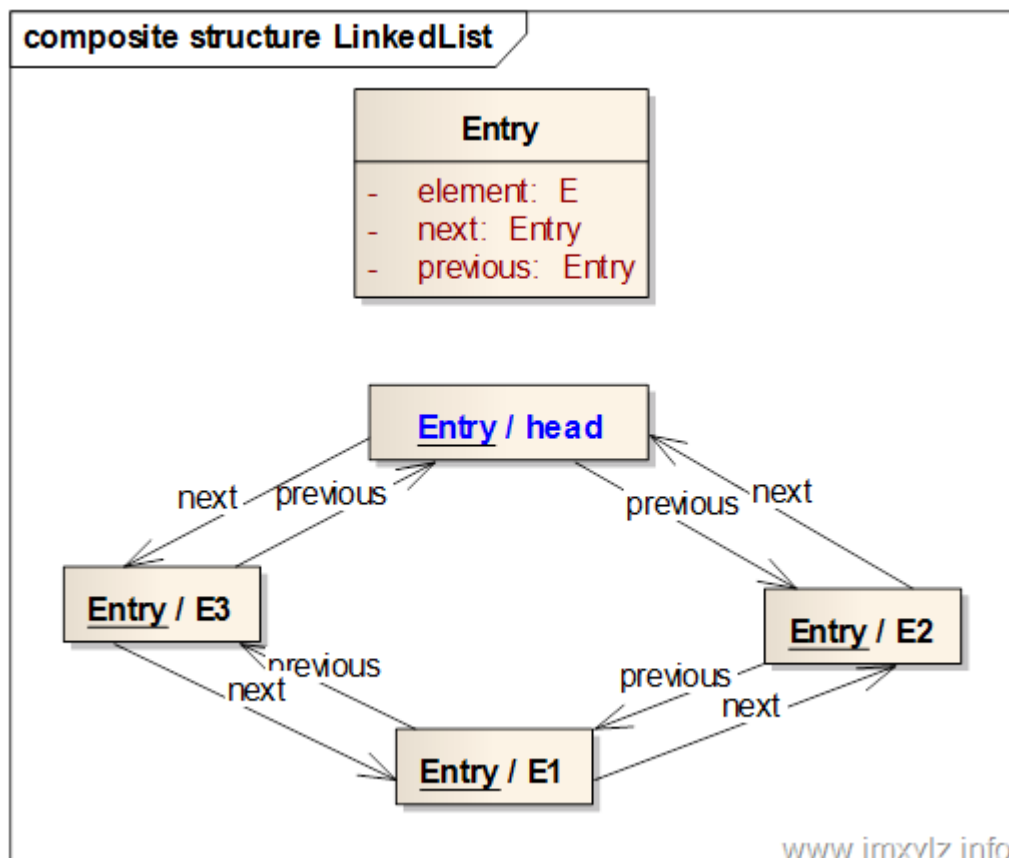 composite structure LinkedList
Entry
- element: E
- next: Entry
- previous: Entry
Entry / head
next
previous
previous
next
Entry / E3
Entry / E2
previous
next
previous
next
Entry / E1
www.imxylz.info